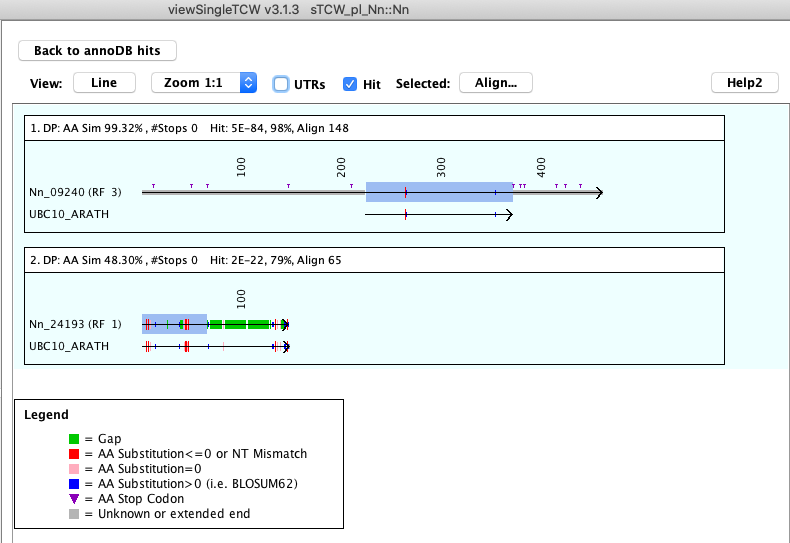 viewSingleTCW v3.1.3   sTCW_pl_Nn::Nn
Back to annoDB hits
View: Line Zoom 1:1 UTRs Hit Selected: Align... Help2
1. DP: AA Sim 99.32% , #Stops 0   Hit: 5E-84, 98%, Align 148
100 200 300 400
Nn_09240 (RF 3)
UBC10_ARATH
2. DP: AA Sim 48.30% , #Stops 0   Hit: 2E-22, 79%, Align 65
100
Nn_24193 (RF 1)
UBC10_ARATH
Legend
= Gap
= AA Substitution<=0 or NT Mismatch
= AA Substitution=0
= AA Substitution>0 (i.e. BLOSUM62)
= AA Stop Codon
= Unknown or extended end